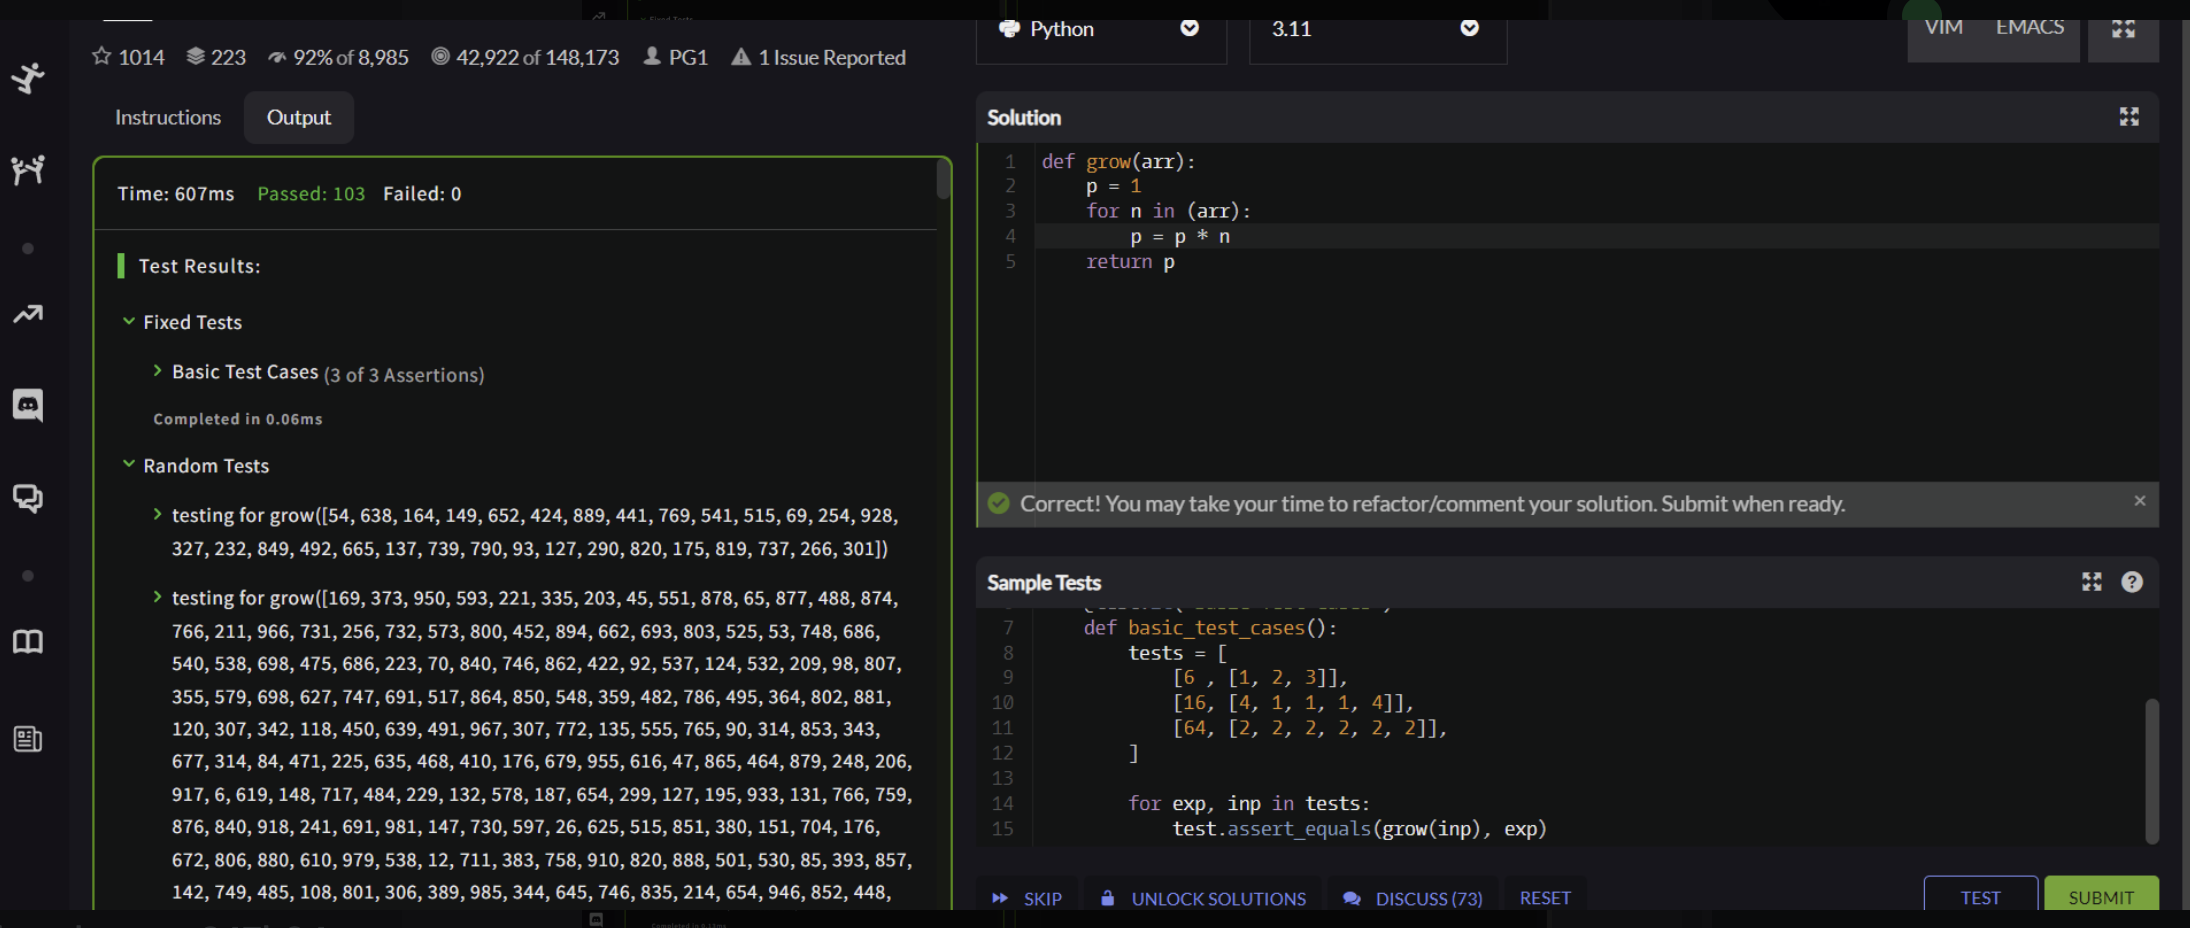 Python
3.11
VIM EMACS
1014 223 92% of 8,985 42,922 of 148,173 PG1 1 Issue Reported
Instructions Output
Time: 607ms Passed: 103 Failed: 0
Test Results:
Fixed Tests
Basic Test Cases (3 of 3 Assertions)
Completed in 0.06ms
Random Tests
testing for grow([54, 638, 164, 149, 652, 424, 889, 441, 769, 541, 515, 69, 254, 928,
327, 232, 849, 492, 665, 137, 739, 790, 93, 127, 290, 820, 175, 819, 737, 266, 301])
testing for grow([169, 373, 950, 593, 221, 335, 203, 45, 551, 878, 65, 877, 488, 874,
766, 211, 966, 731, 256, 732, 573, 800, 452, 894, 662, 693, 803, 525, 53, 748, 686,
540, 538, 698, 475, 686, 223, 70, 840, 746, 862, 422, 92, 537, 124, 532, 209, 98, 807,
355, 579, 698, 627, 747, 691, 517, 864, 850, 548, 359, 482, 786, 495, 364, 802, 881,
120, 307, 342, 118, 450, 639, 491, 967, 307, 772, 135, 555, 765, 90, 314, 853, 343,
677, 314, 84, 471, 225, 635, 468, 410, 176, 679, 955, 616, 47, 865, 464, 879, 248, 206,
917, 6, 619, 148, 717, 484, 229, 132, 578, 187, 654, 299, 127, 195, 933, 131, 766, 759,
876, 840, 918, 241, 691, 981, 147, 730, 597, 26, 625, 515, 851, 380, 151, 704, 176,
672, 806, 880, 610, 979, 538, 12, 711, 383, 758, 910, 820, 888, 501, 530, 85, 393, 857,
142, 749, 485, 108, 801, 306, 389, 985, 344, 645, 746, 835, 214, 654, 946, 852, 448,
Solution
1 def grow(arr):
2 p = 1
3 for n in (arr):
4 p = p * n
5 return p
Correct! You may take your time to refactor/comment your solution. Submit when ready.
Sample Tests
7 def basic_test_cases():
8 tests = [
9 [6 , [1, 2, 3]],
10 [16, [4, 1, 1, 1, 4]],
11 [64, [2, 2, 2, 2, 2, 2]],
12 ]
13
14 for exp, inp in tests:
15 test.assert_equals(grow(inp), exp)
SKIP UNLOCK SOLUTIONS DISCUSS (73) RESET TEST SUBMIT